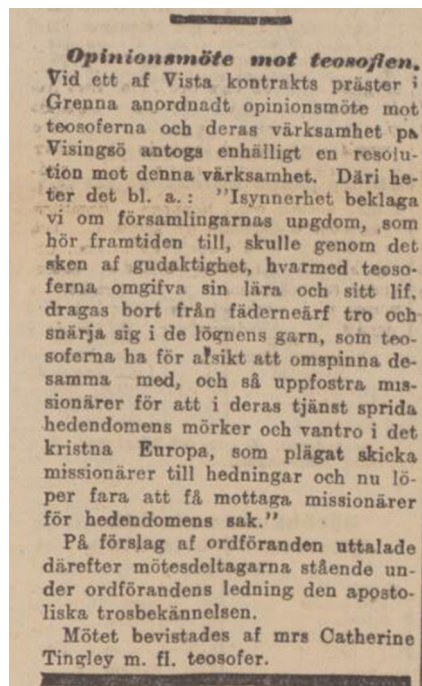 Opinionsmöte mot teosofien.
Vid ett af Vista kontrakts präster i
Grenna anordnadt opinionsmöte mot
teosoferna och deras värksamhet på
Visingsö antogs enhälligt en resolu-
tion mot denna värksamhet. Däri he-
ter det bl. a.: "Isynnerhet beklaga
vi om församlingarnas ungdom, som
hör framtiden till, skulle genom det
sken af gudaktighet, hvarmed teoso-
ferna omgifva sin lära och sitt lif,
dragas bort från fäderneärf tro och
snärja sig i de lögnens garn, som teo-
soferna ha för afsikt att omspinna de-
samma med, och så uppfostra mis-
sionärer för att i deras tjänst sprida
hedendomens mörker och vantro i det
kristna Europa, som plägat skicka
missionärer till hedningar och nu lö-
per fara att få mottaga missionärer
för hedendomens sak."
På förslag af ordföranden uttalade
därefter mötesdeltagarna stående un-
der ordförandens ledning den aposto-
liska trosbekännelsen.
Mötet bevistades af mrs Catherine
Tingley m. fl. teosofer.